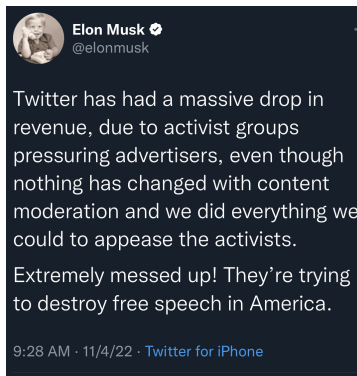 Elon Musk
@elonmusk
Twitter has had a massive drop in
revenue, due to activist groups
pressuring advertisers, even though
nothing has changed with content
moderation and we did everything we
could to appease the activists.
Extremely messed up! They’re trying
to destroy free speech in America.
9:28 AM · 11/4/22 · Twitter for iPhone